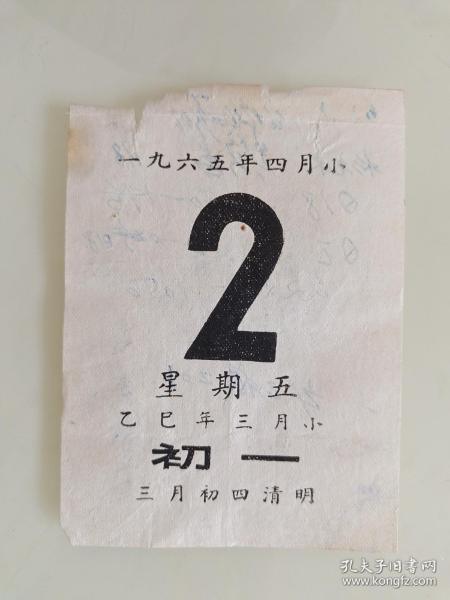 一九六五年四月小
2
星期五
乙巳年三月小
初一
三月初四清明
孔夫子旧书网
www.kongfz.com